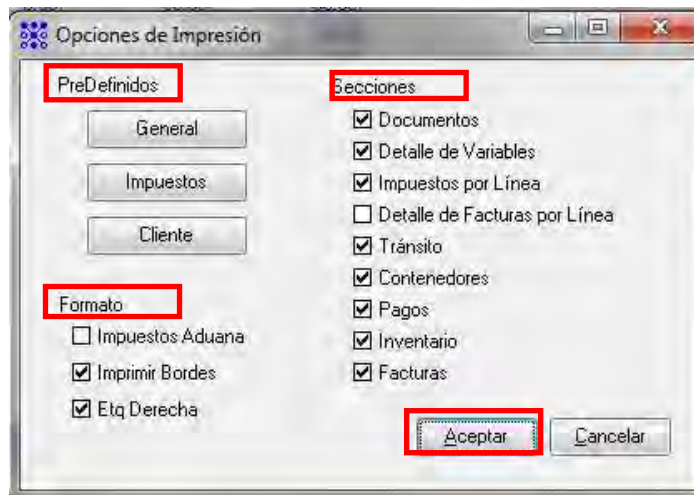 Opciones de Impresión
PreDefinidos
General
Impuestos
Cliente
Formato
Impuestos Aduana
Imprimir Bordes
Etq Derecha
Secciones
Documentos
Detalle de Variables
Impuestos por Línea
Detalle de Facturas por Línea
Tránsito
Contenedores
Pagos
Inventario
Facturas
Aceptar
Cancelar